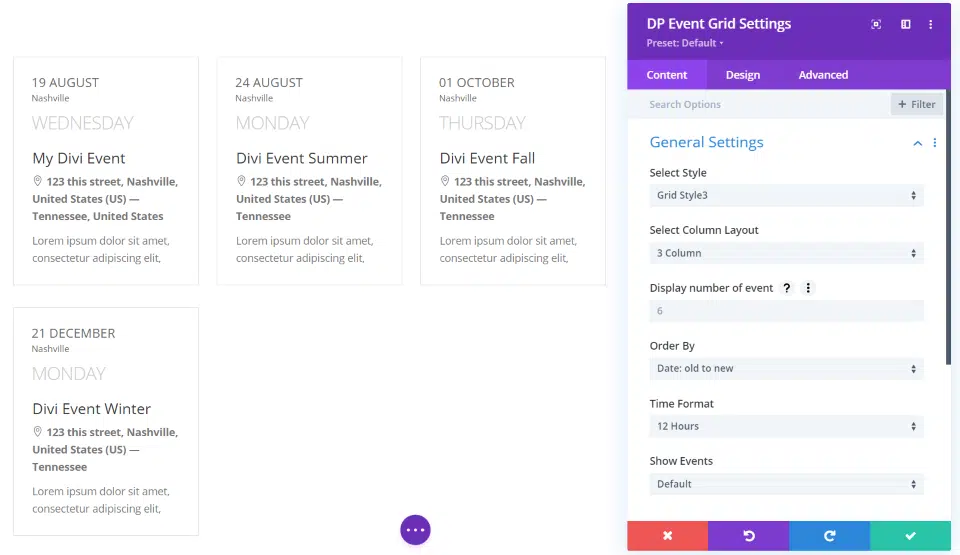 19 AUGUST
Nashville
WEDNESDAY
My Divi Event
123 this street, Nashville,
United States (US) —
Tennessee, United States
Lorem ipsum dolor sit amet,
consectetur adipiscing elit,
24 AUGUST
Nashville
MONDAY
Divi Event Summer
123 this street, Nashville,
United States (US) —
Tennessee
Lorem ipsum dolor sit amet,
consectetur adipiscing elit,
01 OCTOBER
Nashville
THURSDAY
Divi Event Fall
123 this street, Nashville,
United States (US) —
Tennessee
Lorem ipsum dolor sit amet,
consectetur adipiscing elit,
21 DECEMBER
Nashville
MONDAY
Divi Event Winter
123 this street, Nashville,
United States (US) —
Tennessee
Lorem ipsum dolor sit amet,
consectetur adipiscing elit,
DP Event Grid Settings
Preset: Default
Content Design Advanced
Search Options + Filter
General Settings
Select Style
Grid Style3
Select Column Layout
3 Column
Display number of event ?
6
Order By
Date: old to new
Time Format
12 Hours
Show Events
Default